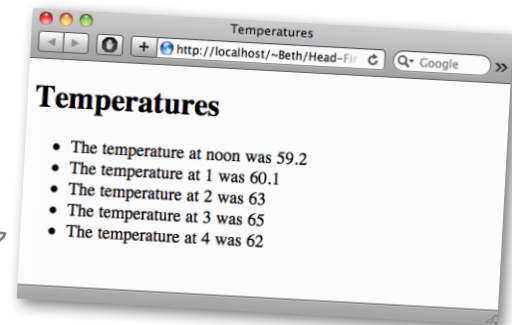 Temperatures
http://localhost/~Beth/Head-Fir
Google
Temperatures
• The temperature at noon was 59.2
• The temperature at 1 was 60.1
• The temperature at 2 was 63
• The temperature at 3 was 65
• The temperature at 4 was 62